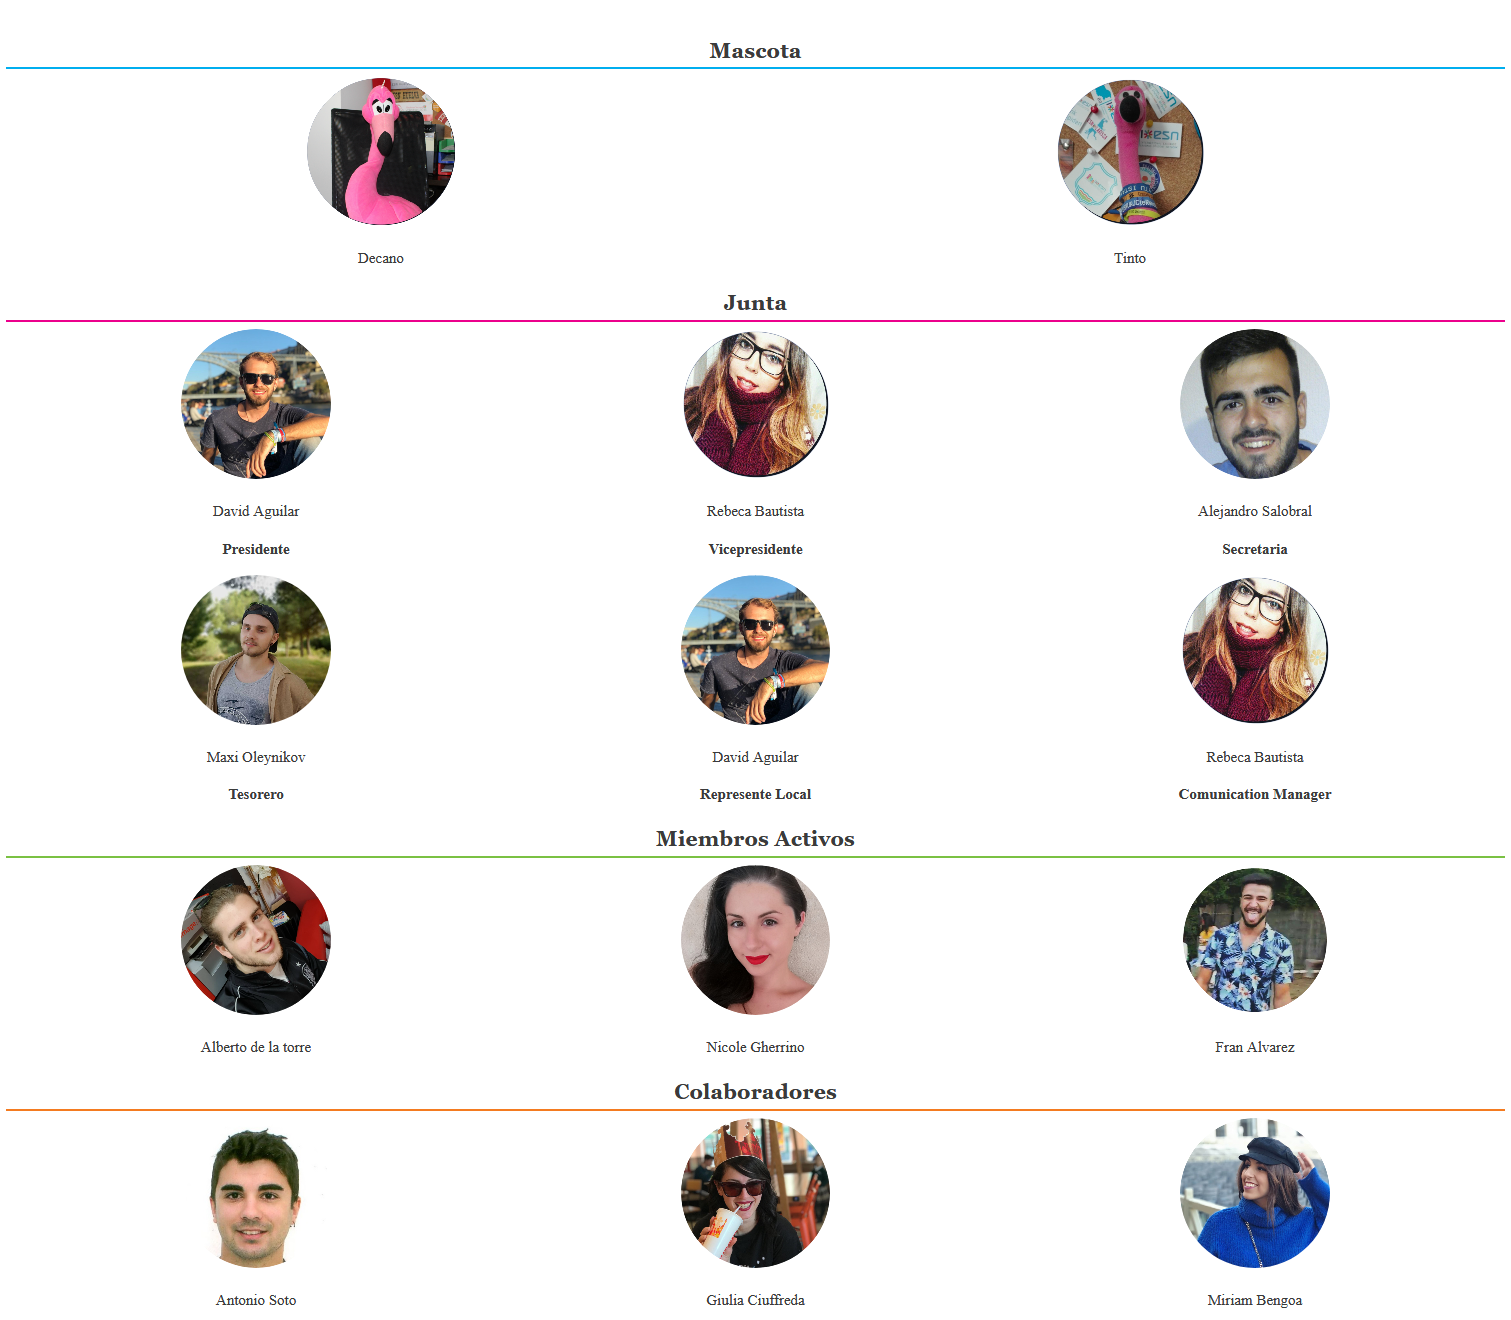 Mascota
esn
Decano
Tinto
Junta
David Aguilar
Rebeca Bautista
Alejandro Salobral
Presidente
Vicepresidente
Secretaria
Maxi Oleynikov
David Aguilar
Rebeca Bautista
Tesorero
Represente Local
Comunication Manager
Miembros Activos
Alberto de la torre
Nicole Gherrino
Fran Alvarez
Colaboradores
Antonio Soto
Giulia Ciuffreda
Miriam Bengoa